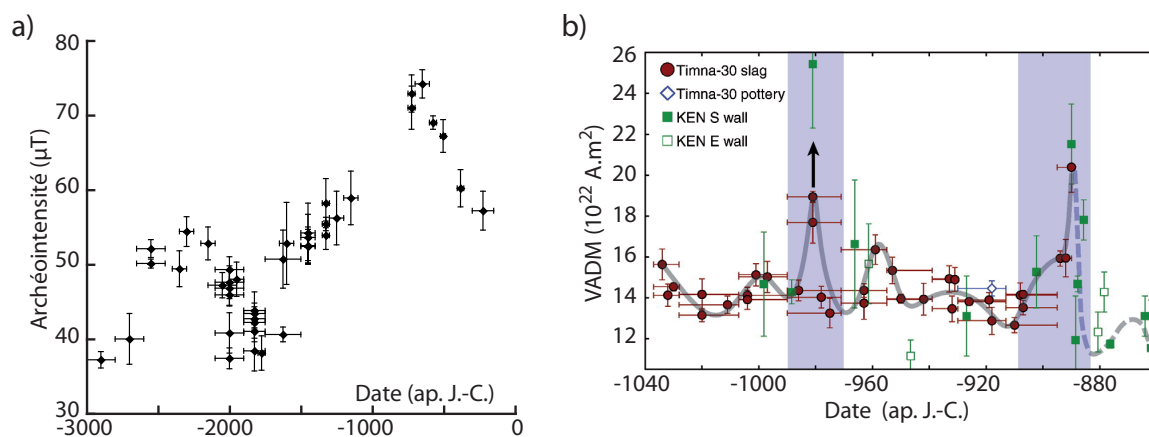 a)
80
70
60
50
40
30
Archéointensité (µT)
Date (ap. J.-C.)
-3000
-2000
-1000
0
b)
26
24
22
20
18
16
14
12
VADM (10²² A.m²)
Timna-30 slag
Timna-30 pottery
KEN S wall
KEN E wall
-1040
-1000
-960
-920
-880
Date (ap. J.-C.)